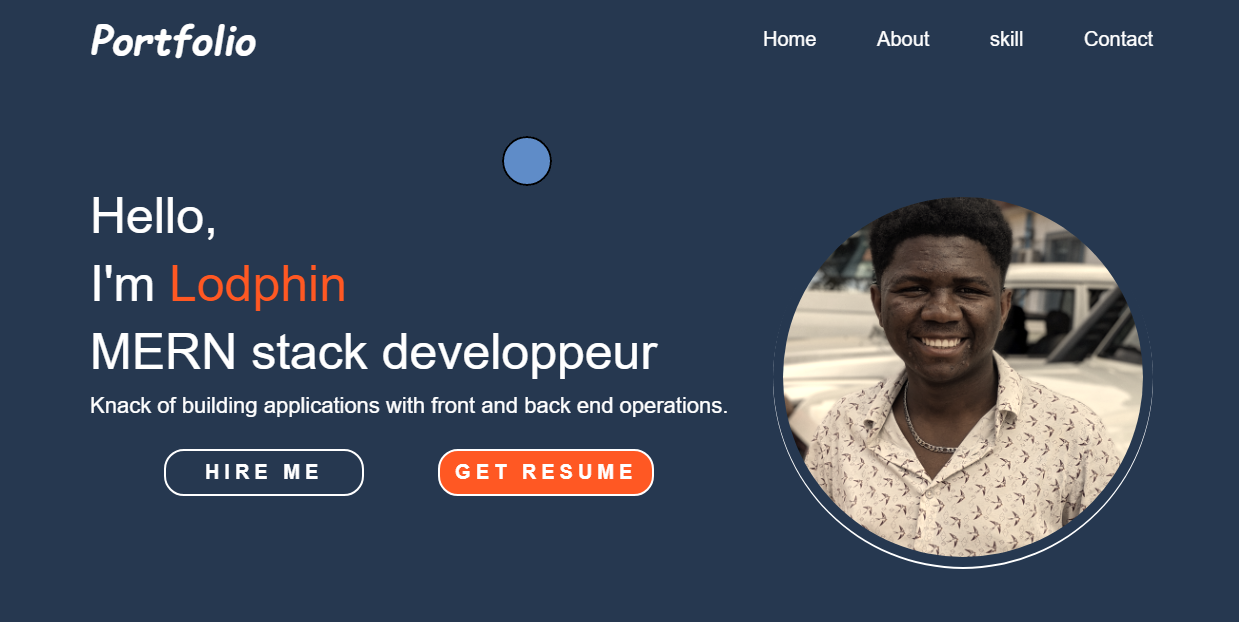 Portfolio
Home About skill Contact
Hello,
I'm Lodphin
MERN stack developpeur
Knack of building applications with front and back end operations.
HIRE ME GET RESUME